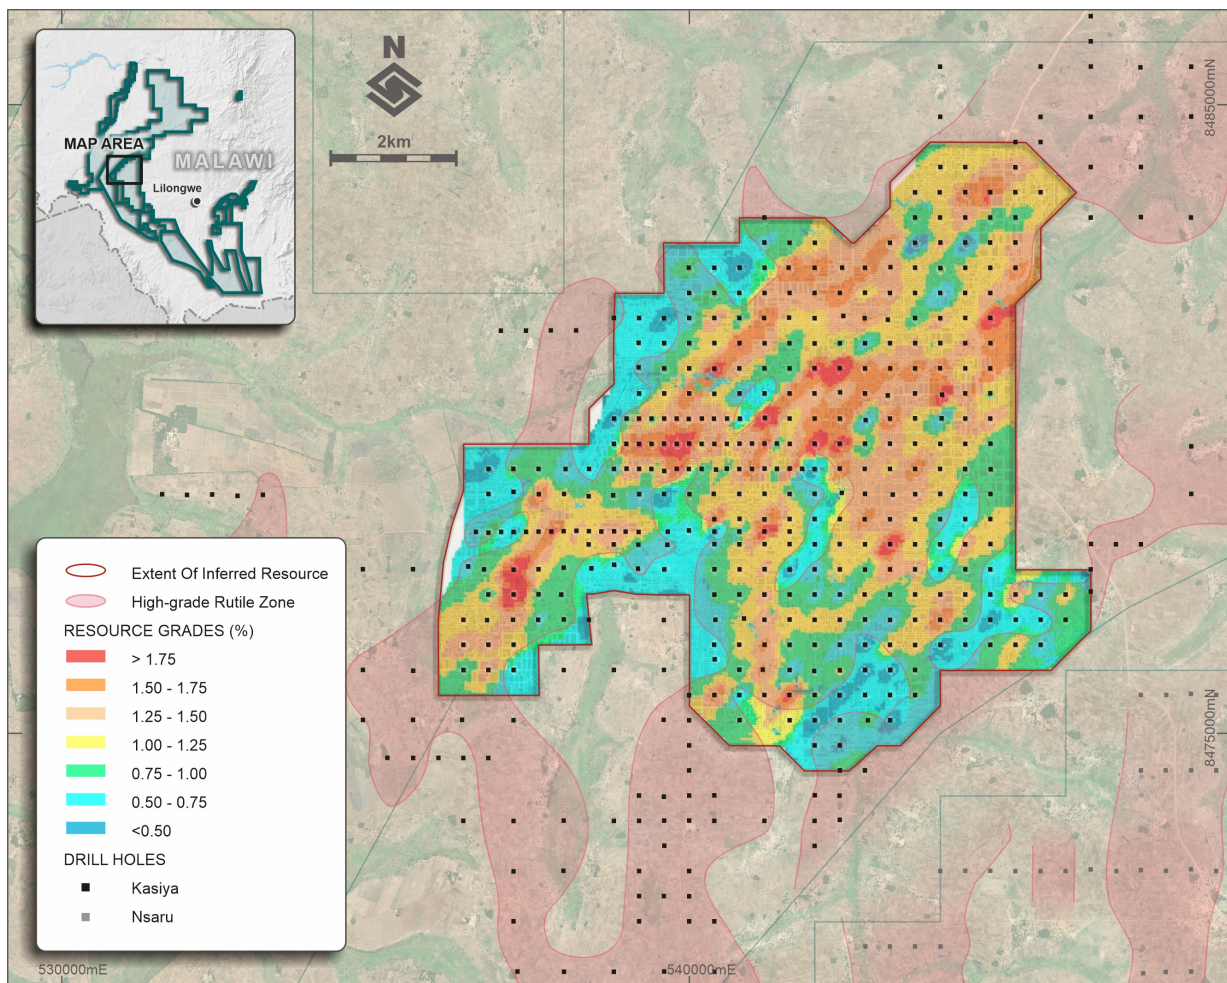 N
2km
MAP AREA
MALAWI
Lilongwe
8485000mN
Extent Of Inferred Resource
High-grade Rutile Zone
RESOURCE GRADES (%)
> 1.75
1.50 - 1.75
1.25 - 1.50
1.00 - 1.25
0.75 - 1.00
0.50 - 0.75
<0.50
DRILL HOLES
Kasiya
Nsaru
8475000mN
530000mE
540000mE